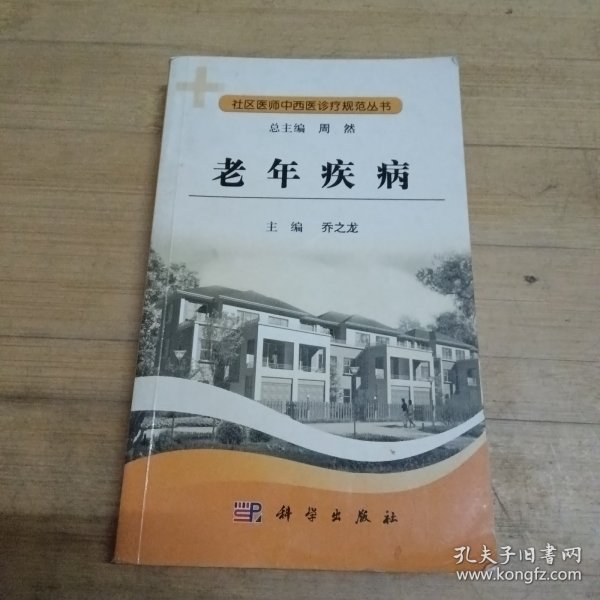 社区医师中西医诊疗规范丛书
总主编 周然
老年疾病
主编 乔之龙
科学出版社
孔夫子旧书网
www.kongfz.com